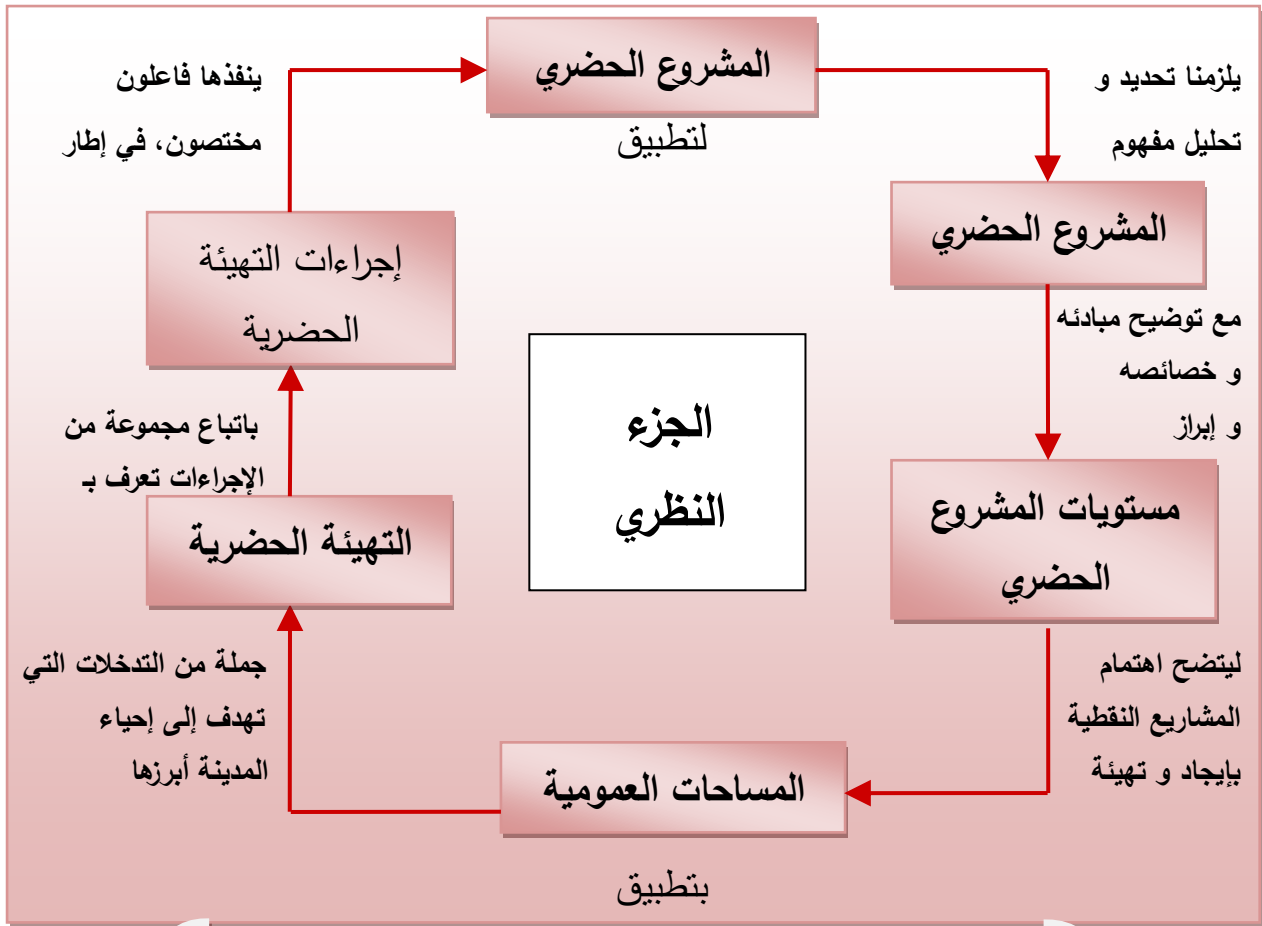 المشروع الحضري
لتطبيق
يلزمنا تحديد و
تحليل مفهوم
المشروع الحضري
مع توضيح مبادئه
و خصائصه
و إبراز
مستويات المشروع
الحضري
ليتضح اهتمام
المشاريع النقطية
بإيجاد و تهيئة
المساحات العمومية
بتطبيق
جملة من التدخلات التي
تهدف إلى إحياء
المدينة أبرزها
التهيئة الحضرية
باتباع مجموعة من
الإجراءات تعرف بـ
إجراءات التهيئة
الحضرية
ينفذها فاعلون
مختصون، في إطار
الجزء
النظري